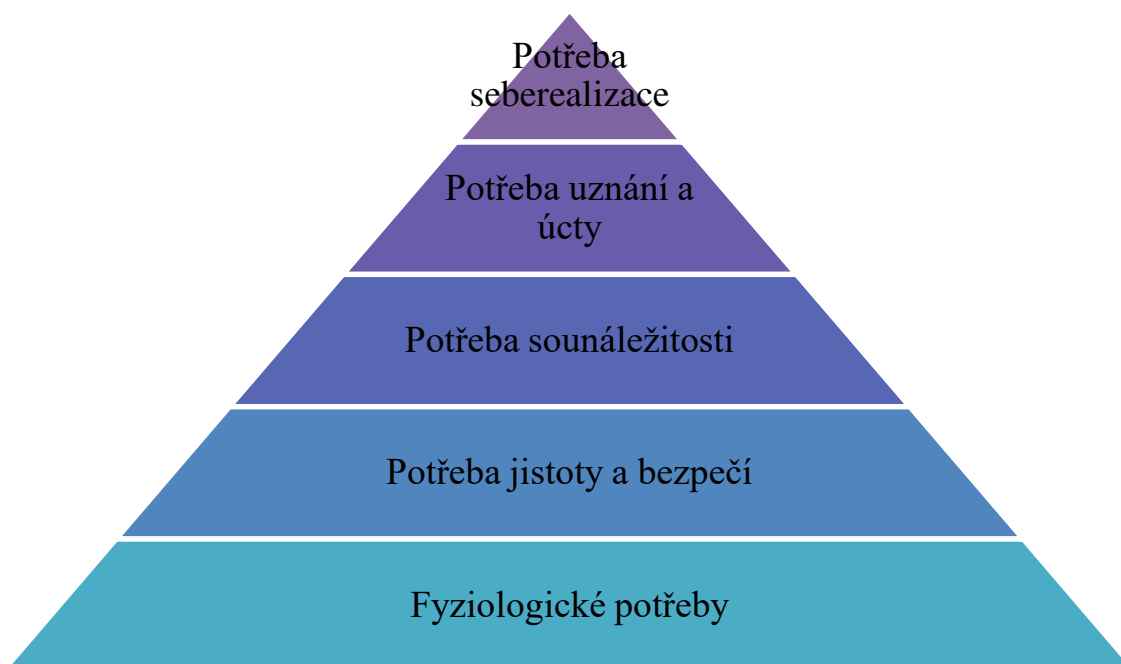 Potřeba
seberealizace
Potřeba uznání a
úcty
Potřeba sounáležitosti
Potřeba jistoty a bezpečí
Fyziologické potřeby